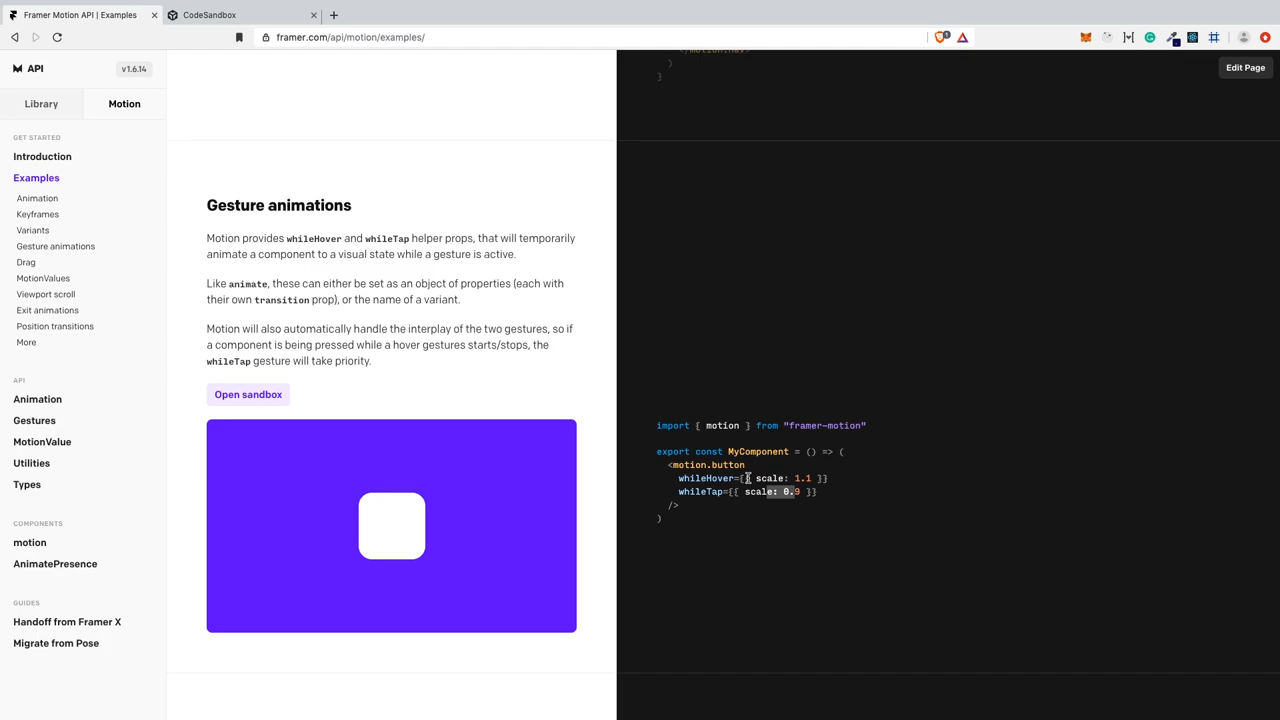 Framer Motion API | Examples
CodeSandbox
framer.com/api/motion/examples/
1
API
v1.6.14
Library
Motion
GET STARTED
Introduction
Examples
Animation
Keyframes
Variants
Gesture animations
Drag
MotionValues
Viewport scroll
Exit animations
Position transitions
More
API
Animation
Gestures
MotionValue
Utilities
Types
COMPONENTS
motion
AnimatePresence
GUIDES
Handoff from Framer X
Migrate from Pose
Gesture animations
Motion provides whileHover and whileTap helper props, that will temporarily
animate a component to a visual state while a gesture is active.
Like animate, these can either be set as an object of properties (each with
their own transition prop), or the name of a variant.
Motion will also automatically handle the interplay of the two gestures, so if
a component is being pressed while a hover gestures starts/stops, the
whileTap gesture will take priority.
Open sandbox
</motion.nav>
)
}
Edit Page
import { motion } from "framer-motion"
export const MyComponent = () => (
<motion.button
whileHover={{ scale: 1.1 }}
whileTap={{ scale: 0.9 }}
/>
)